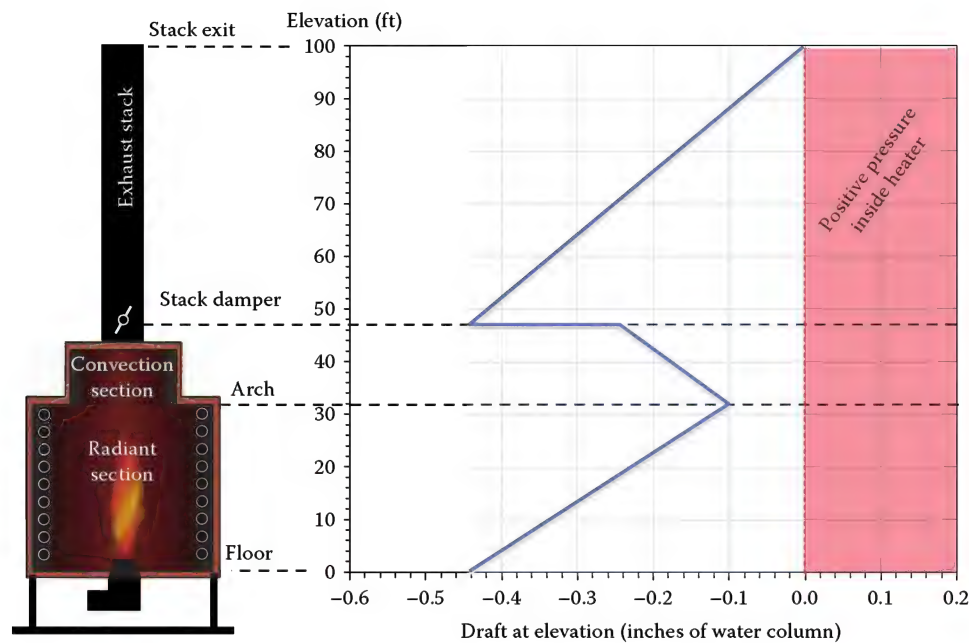 Stack exit
Elevation (ft)
100
90
80
70
60
50
40
30
20
10
0
Exhaust stack
Stack damper
Convection
section
Arch
Radiant
section
Floor
Positive pressure
inside heater
−0.6
−0.5
−0.4
−0.3
−0.2
−0.1
0.0
0.1
0.2
Draft at elevation (inches of water column)